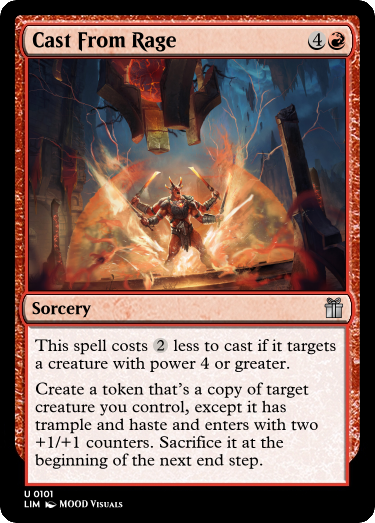 Cast From Rage 4
Sorcery
This spell costs 2 less to cast if it targets
a creature with power 4 or greater.
Create a token that's a copy of target
creature you control, except it has
trample and haste and enters with two
+1/+1 counters. Sacrifice it at the
beginning of the next end step.
U 0101
LIM MOOD Visuals